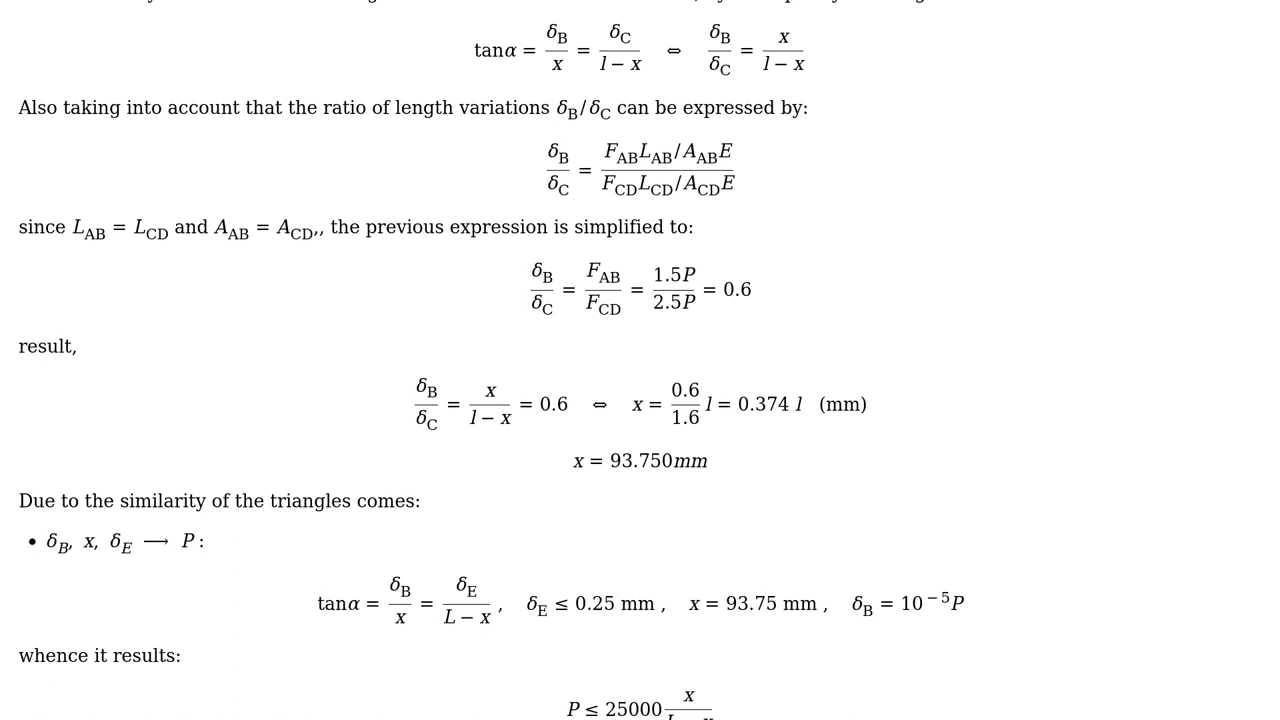 tanα = δ_B / x = δ_C / (l − x) ⇔ δ_B / δ_C = x / (l − x)
Also taking into account that the ratio of length variations δ_B/δ_C can be expressed by:
δ_B / δ_C = (F_AB L_AB / A_AB E) / (F_CD L_CD / A_CD E)
since L_AB = L_CD and A_AB = A_CD,, the previous expression is simplified to:
δ_B / δ_C = F_AB / F_CD = 1.5P / 2.5P = 0.6
result,
δ_B / δ_C = x / (l − x) = 0.6 ⇔ x = 0.6 / 1.6 l = 0.374 l (mm)
x = 93.750mm
Due to the similarity of the triangles comes:
• δ_B, x, δ_E ⟶ P :
tanα = δ_B / x = δ_E / (L − x) , δ_E ≤ 0.25 mm , x = 93.75 mm , δ_B = 10^−5 P
whence it results:
P ≤ 25000 x